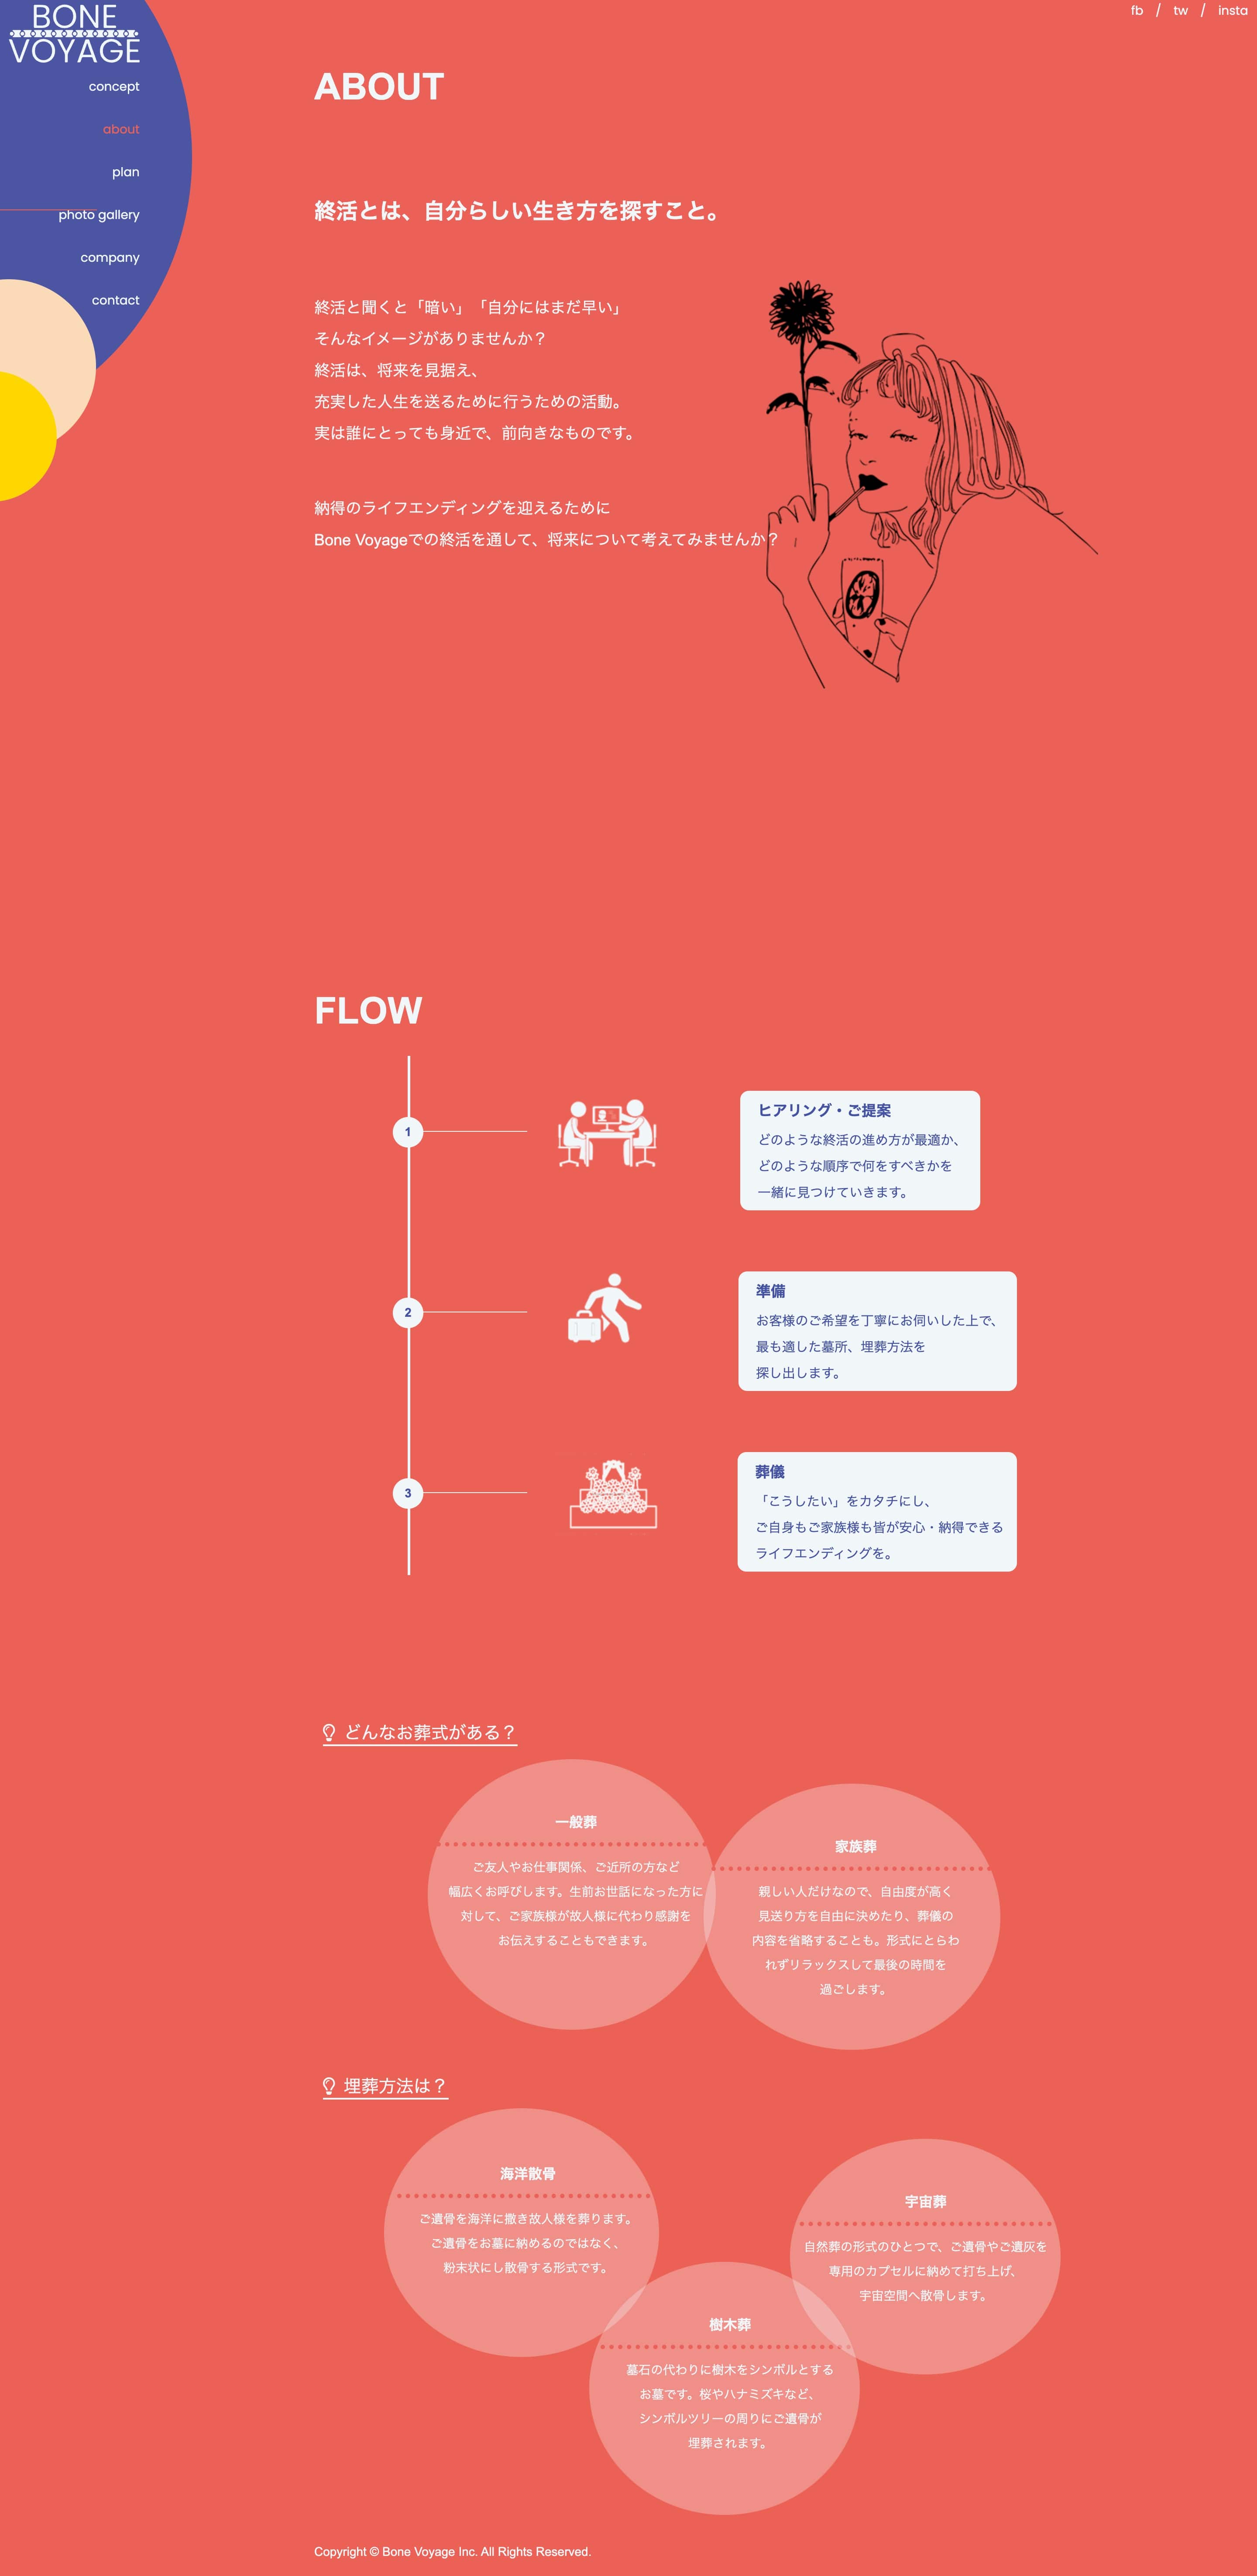 BONE
VOYAGE
fb / tw / insta
concept
about
plan
photo gallery
company
contact
ABOUT
終活とは、自分らしい生き方を探すこと。
終活と聞くと「暗い」「自分にはまだ早い」
そんなイメージがありませんか？
終活は、将来を見据え、
充実した人生を送るために行うための活動。
実は誰にとっても身近で、前向きなものです。
納得のライフエンディングを迎えるために
Bone Voyageでの終活を通して、将来について考えてみませんか？
FLOW
1
ヒアリング・ご提案
どのような終活の進め方が最適か、
どのような順序で何をすべきかを
一緒に見つけていきます。
2
準備
お客様のご希望を丁寧にお伺いした上で、
最も適した墓所、埋葬方法を
探し出します。
3
葬儀
「こうしたい」をカタチにし、
ご自身もご家族様も皆が安心・納得できる
ライフエンディングを。
どんなお葬式がある？
一般葬
ご友人やお仕事関係、ご近所の方など
幅広くお呼びします。生前お世話になった方に
対して、ご家族様が故人様に代わり感謝を
お伝えすることもできます。
家族葬
親しい人だけなので、自由度が高く
見送り方を自由に決めたり、葬儀の
内容を省略することも。形式にとらわ
れずリラックスして最後の時間を
過ごします。
埋葬方法は？
海洋散骨
ご遺骨を海洋に撒き故人様を葬ります。
ご遺骨をお墓に納めるのではなく、
粉末状にし散骨する形式です。
宇宙葬
自然葬の形式のひとつで、ご遺骨やご遺灰を
専用のカプセルに納めて打ち上げ、
宇宙空間へ散骨します。
樹木葬
墓石の代わりに樹木をシンボルとする
お墓です。桜やハナミズキなど、
シンボルツリーの周りにご遺骨が
埋葬されます。
Copyright © Bone Voyage Inc. All Rights Reserved.